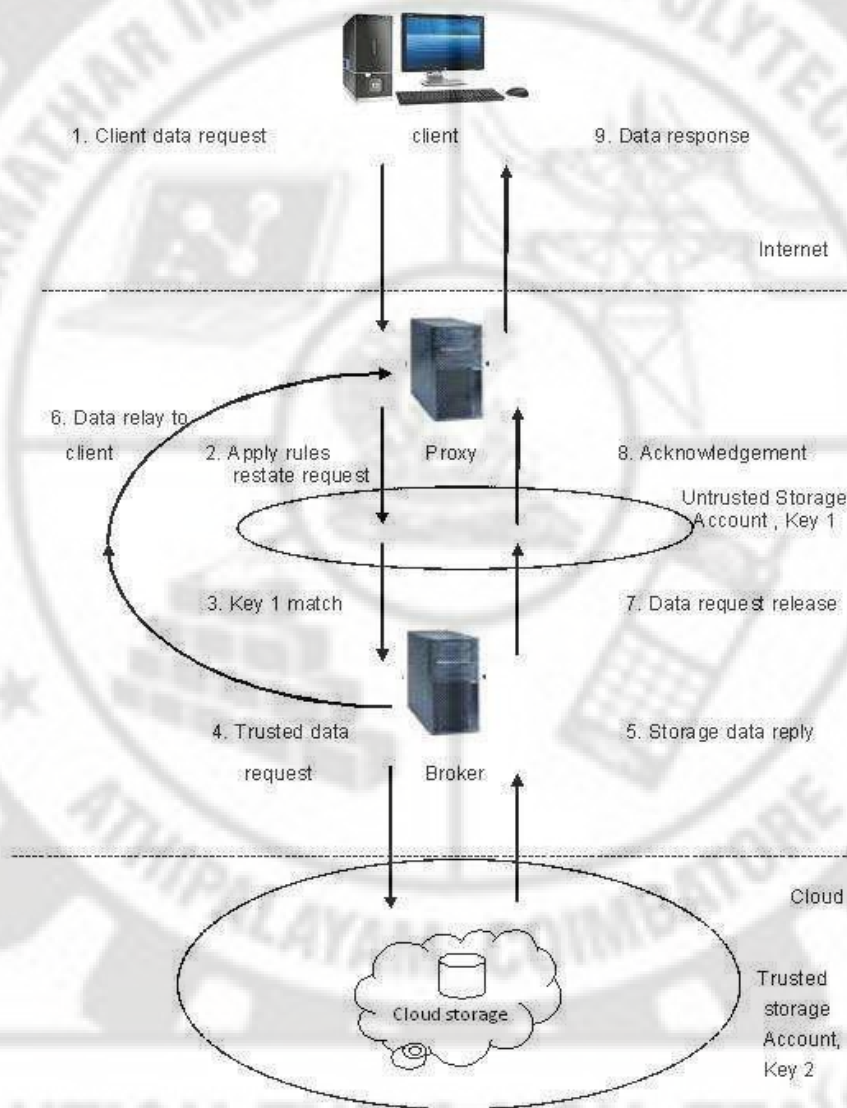 1. Client data request
client
9. Data response
Internet
6. Data relay to
client
2. Apply rules
restate request
Proxy
8. Acknowledgement
Untrusted Storage
Account , Key 1
3. Key 1 match
7. Data request release
4. Trusted data
request
Broker
5. Storage data reply
Cloud
Cloud storage
Trusted
storage
Account,
Key 2
ATHIPALAYAM COIMBATORE